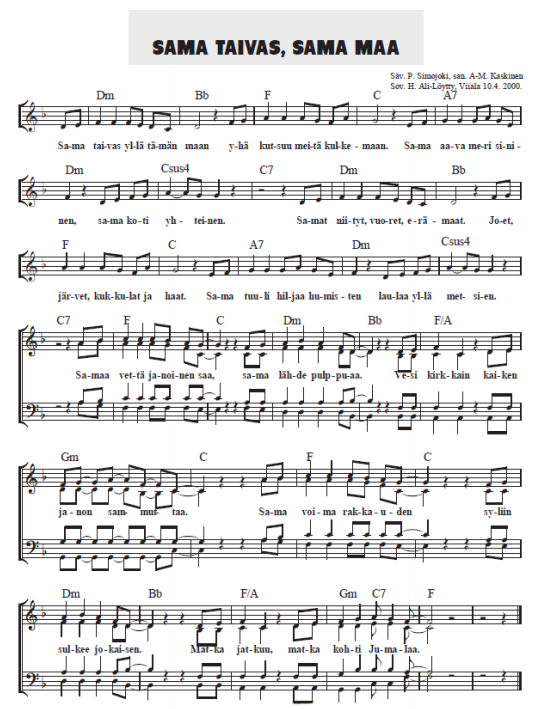 SAMA TAIVAS, SAMA MAA
Säv. P. Simojoki, san. A-M. Kaskinen
Sov. H. Ali-Löytty, Viiala 10.4. 2000.
Dm Bb F C A7
Sa-ma tai-vas yl-lä tä-män maan y-hä kut-suu mei-tä kul-ke-maan. Sa-ma aa-va me-ri si-ni-
Dm Csus4 C7 Dm Bb
nen, sa-ma ko-ti yh-tei-nen. Sa-mat nii-tyt, vuo-ret, e-rä-maat. Jo-et,
F C A7 Dm Csus4
jär-vet, kuk-ku-lat ja haat. Sa-ma tuu-li hil-jaa hu-mis-ten lau-laa yl-lä met-si-en.
C7 F C Dm Bb F/A
Sa-maa vet-tä ja-noi-nen saa, sa-ma läh-de pulp-pu-aa. Ve-si kirk-kain kai-ken
Gm C F C
ja-non sam-mut-taa. Sa-ma voi-ma rak-ka-u-den sy-liin
Dm Bb F/A Gm C7 F
sul-kee jo-kai-sen. Mat-ka jat-kuu, mat-ka koh-ti Ju-ma-laa.